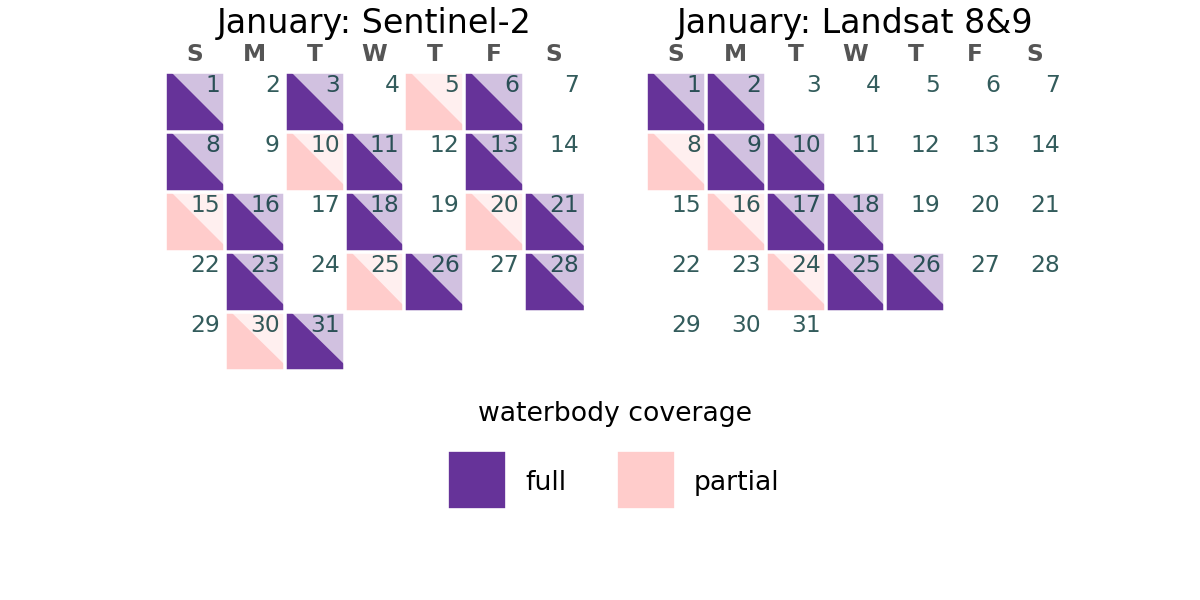 January: Sentinel-2
S M T W T F S
1 2 3 4 5 6 7
8 9 10 11 12 13 14
15 16 17 18 19 20 21
22 23 24 25 26 27 28
29 30 31
January: Landsat 8&9
S M T W T F S
1 2 3 4 5 6 7
8 9 10 11 12 13 14
15 16 17 18 19 20 21
22 23 24 25 26 27 28
29 30 31
waterbody coverage
full
partial